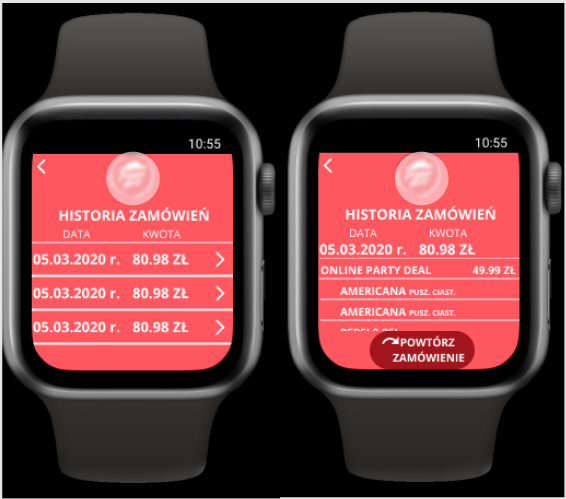 10:55
HISTORIA ZAMÓWIEŃ
DATA KWOTA
05.03.2020 r. 80.98 ZŁ
05.03.2020 r. 80.98 ZŁ
05.03.2020 r. 80.98 ZŁ
10:55
HISTORIA ZAMÓWIEŃ
DATA KWOTA
05.03.2020 r. 80.98 ZŁ
ONLINE PARTY DEAL 49.99 ZŁ
AMERICANA PUSZ. CIAST.
AMERICANA PUSZ. CIAST.
POWTÓRZ
ZAMÓWIENIE